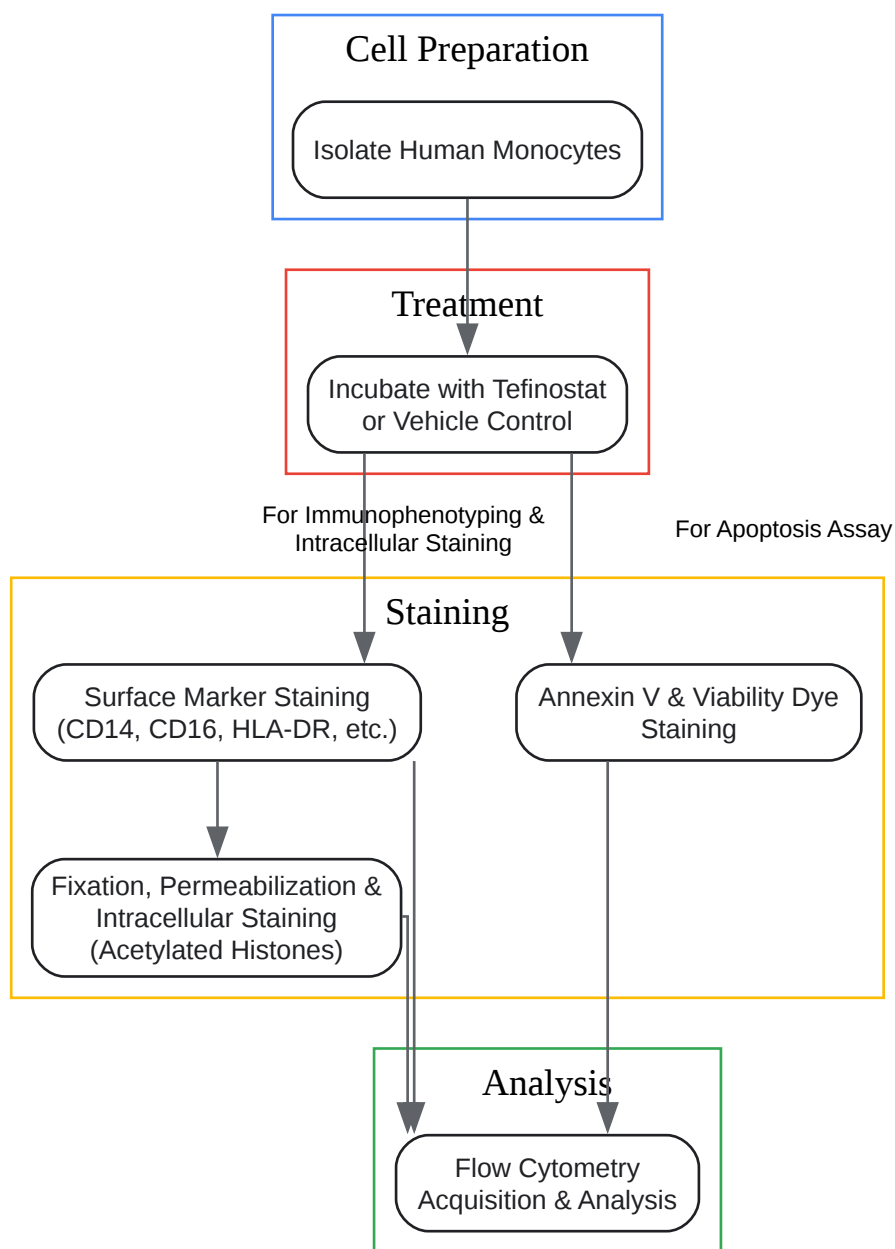 Cell Preparation
Isolate Human Monocytes
Treatment
Incubate with Tefinostat
or Vehicle Control
For Immunophenotyping &
Intracellular Staining
For Apoptosis Assay
Staining
Surface Marker Staining
(CD14, CD16, HLA-DR, etc.)
Annexin V & Viability Dye
Staining
Fixation, Permeabilization &
Intracellular Staining
(Acetylated Histones)
Analysis
Flow Cytometry
Acquisition & Analysis